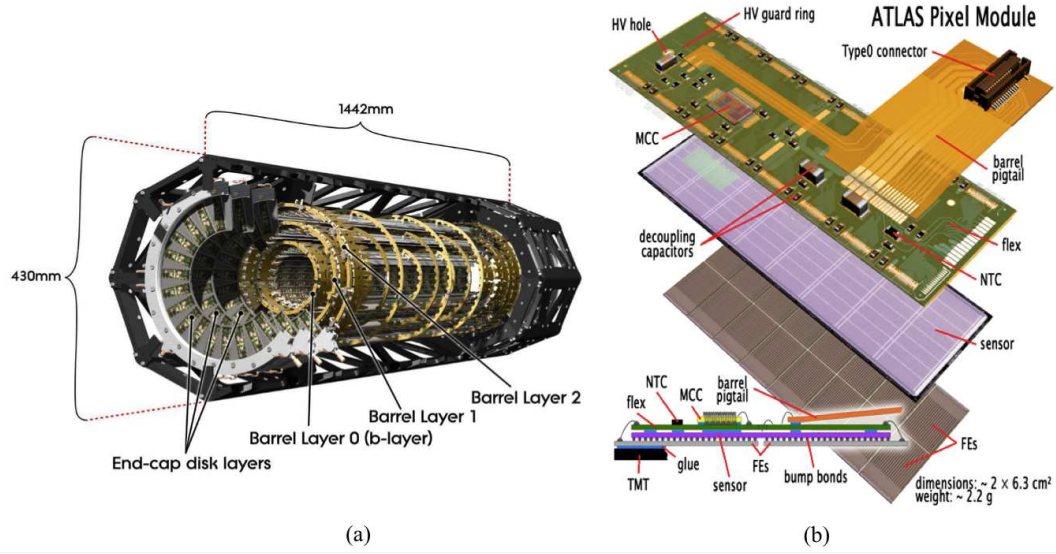 1442mm
430mm
Barrel Layer 2
Barrel Layer 1
Barrel Layer 0 (b-layer)
End-cap disk layers
(a)
ATLAS Pixel Module
HV guard ring
HV hole
Type0 connector
MCC
barrel
pigtail
decoupling
capacitors
flex
NTC
sensor
barrel
pigtail
MCC
NTC
flex
FEs
glue
FEs
TMT
sensor
bump bonds
dimensions: ~ 2 × 6.3 cm²
weight: ~ 2.2 g
(b)